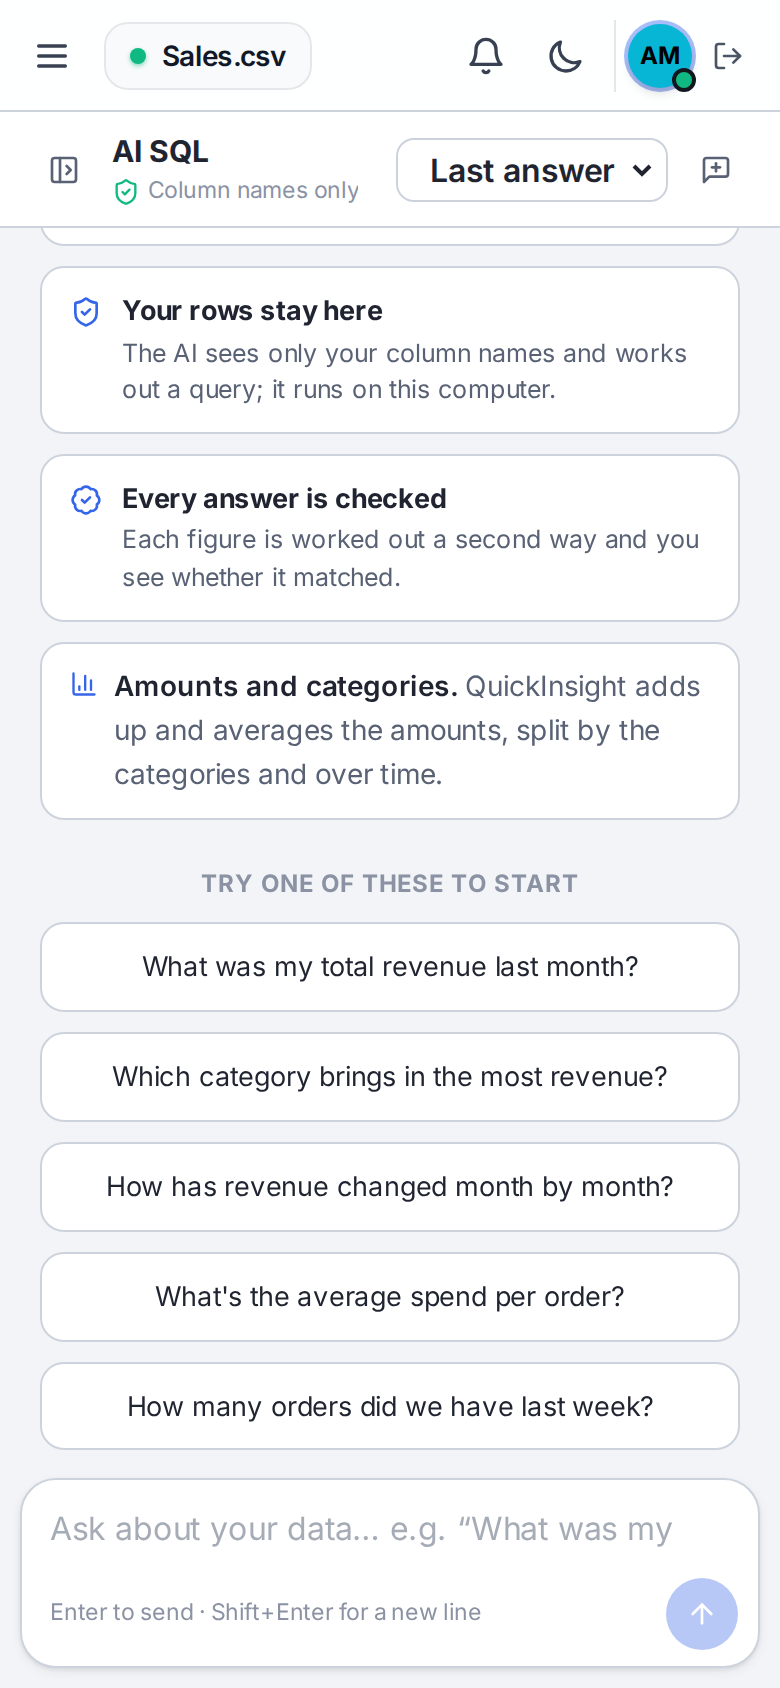 Sales.csv
AM
AI SQL
Column names only
Last answer
Your rows stay here
The AI sees only your column names and works
out a query; it runs on this computer.
Every answer is checked
Each figure is worked out a second way and you
see whether it matched.
Amounts and categories. QuickInsight adds
up and averages the amounts, split by the
categories and over time.
TRY ONE OF THESE TO START
What was my total revenue last month?
Which category brings in the most revenue?
How has revenue changed month by month?
What's the average spend per order?
How many orders did we have last week?
Ask about your data... e.g. “What was my
Enter to send · Shift+Enter for a new line